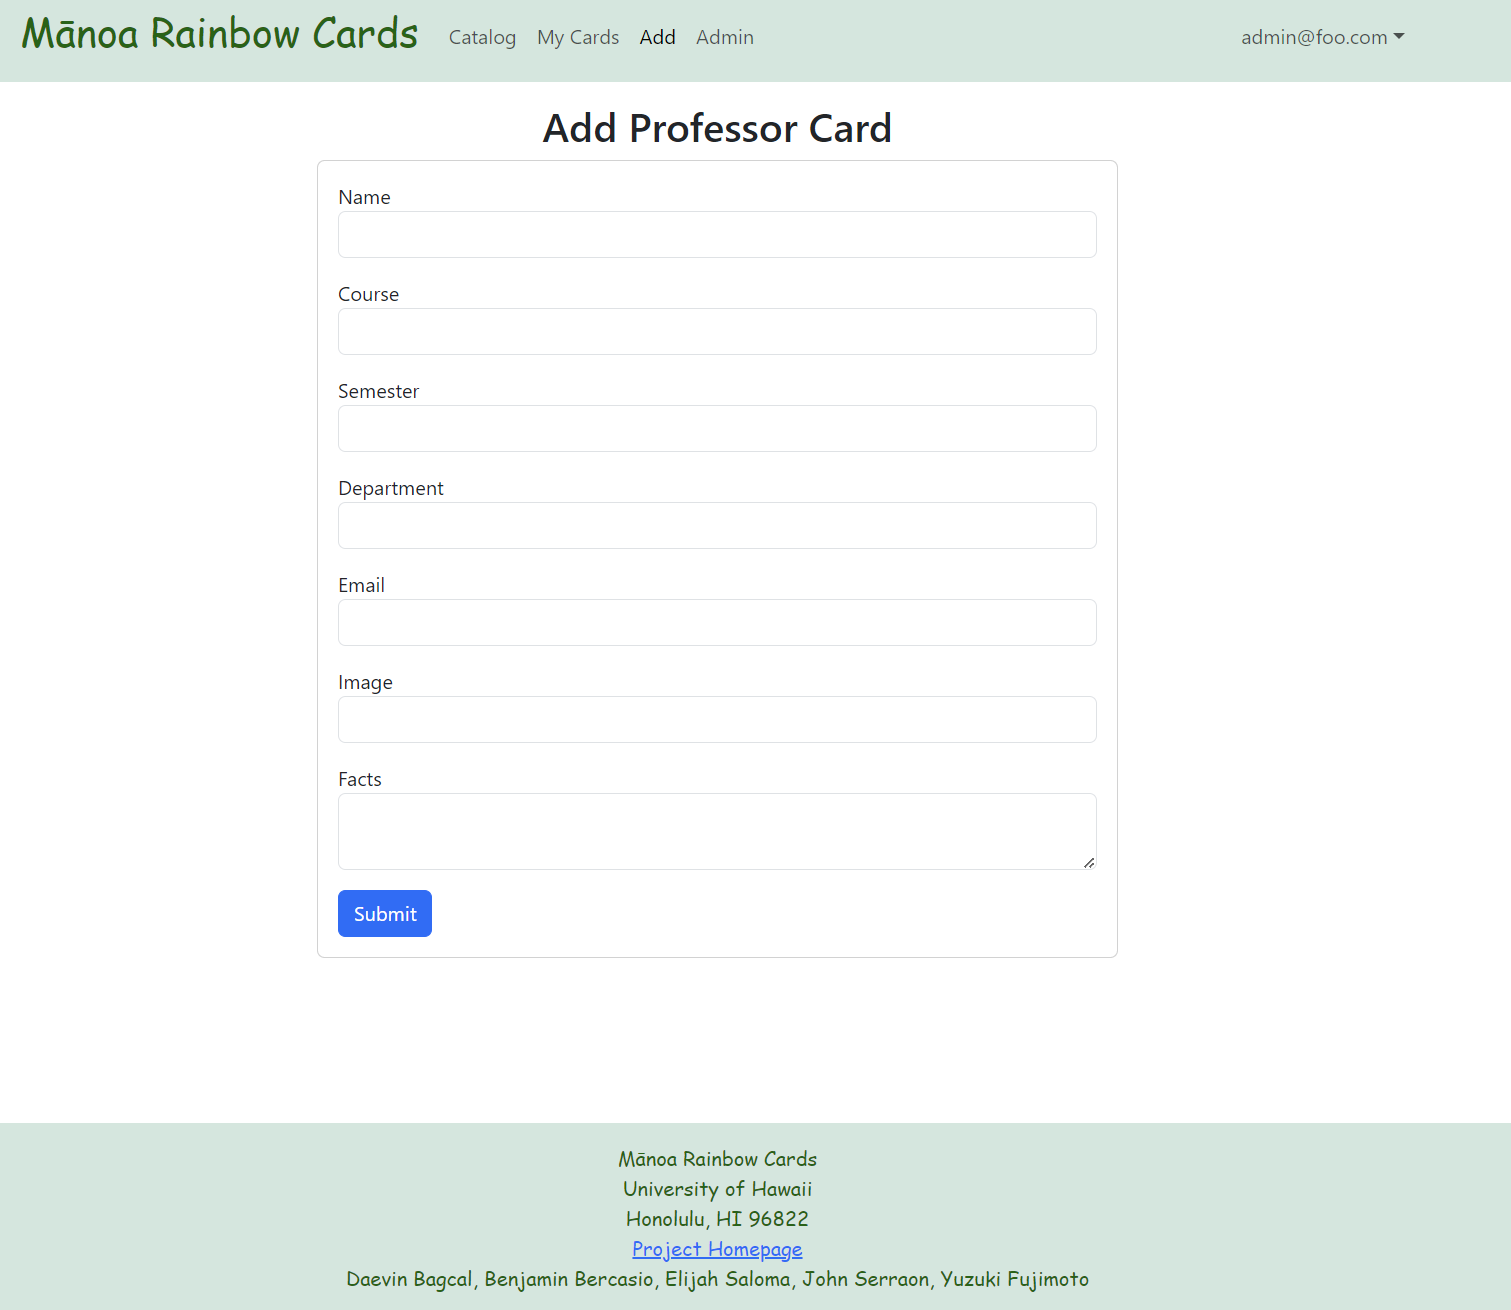 Mānoa Rainbow Cards Catalog My Cards Add Admin admin@foo.com
Add Professor Card
Name
Course
Semester
Department
Email
Image
Facts
Submit
Mānoa Rainbow Cards
University of Hawaii
Honolulu, HI 96822
Project Homepage
Daevin Bagcal, Benjamin Bercasio, Elijah Saloma, John Serraon, Yuzuki Fujimoto